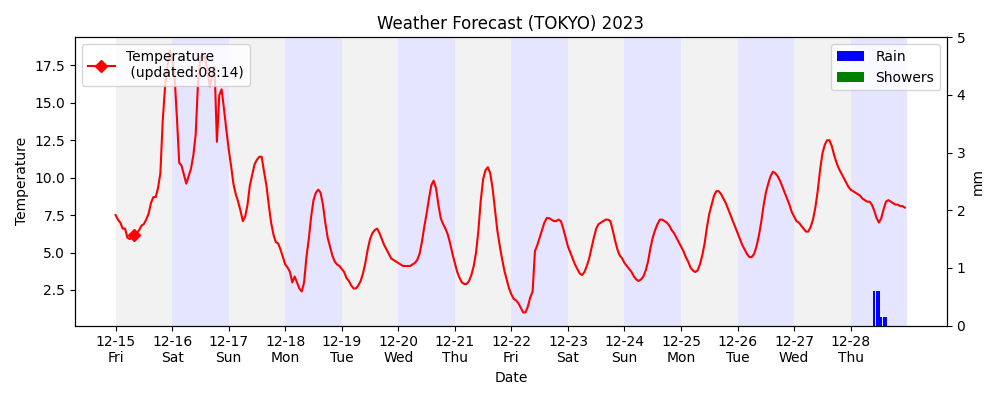 Weather Forecast (TOKYO) 2023
Temperature
(updated:08:14)
Rain
Showers
Temperature
17.5
15.0
12.5
10.0
7.5
5.0
2.5
5
4
3
2
1
0
mm
12-15 12-16 12-17 12-18 12-19 12-20 12-21 12-22 12-23 12-24 12-25 12-26 12-27 12-28
Fri Sat Sun Mon Tue Wed Thu Fri Sat Sun Mon Tue Wed Thu
Date